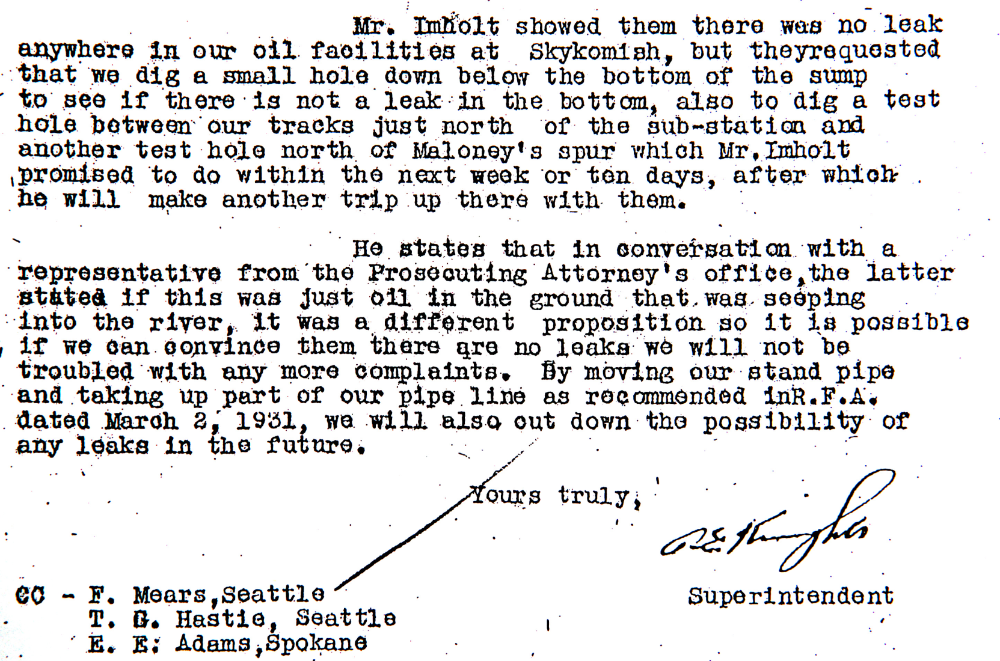 Mr. Imholt showed them there was no leak
anywhere in our oil facilities at Skykomish, but theyrequested
that we dig a small hole down below the bottom of the sump
to see if there is not a leak in the bottom, also to dig a test
hole between our tracks just north of the sub-station and
another test hole north of Maloney's spur which Mr.Imholt
promised to do within the next week or ten days, after which
he will make another trip up there with them.
He states that in conversation with a
representative from the Prosecuting Attorney's office,the latter
stated if this was just oil in the ground that was seeping
into the river, it was a different proposition so it is possible
if we can convince them there are no leaks we will not be
troubled with any more complaints. By moving our stand pipe
and taking up part of our pipe line as recommended inR.F.A.
dated March 2, 1931, we will also cut down the possibility of
any leaks in the future.
Yours truly,
Superintendent
CC - F. Mears,Seattle
T. G. Hastie, Seattle
E. E. Adams,Spokane